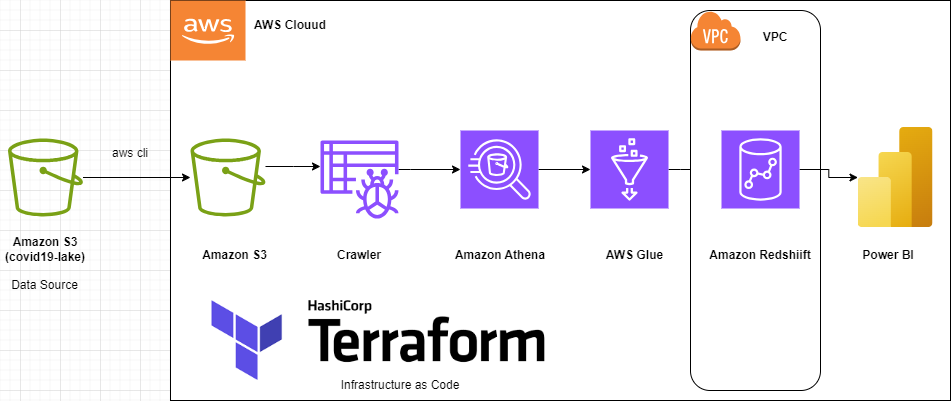 aws
AWS Clouud
VPC
VPC
aws cli
Amazon S3
(covid19-lake)
Data Source
Amazon S3
Crawler
Amazon Athena
AWS Glue
Amazon Redshiift
Power BI
HashiCorp
Terraform
Infrastructure as Code